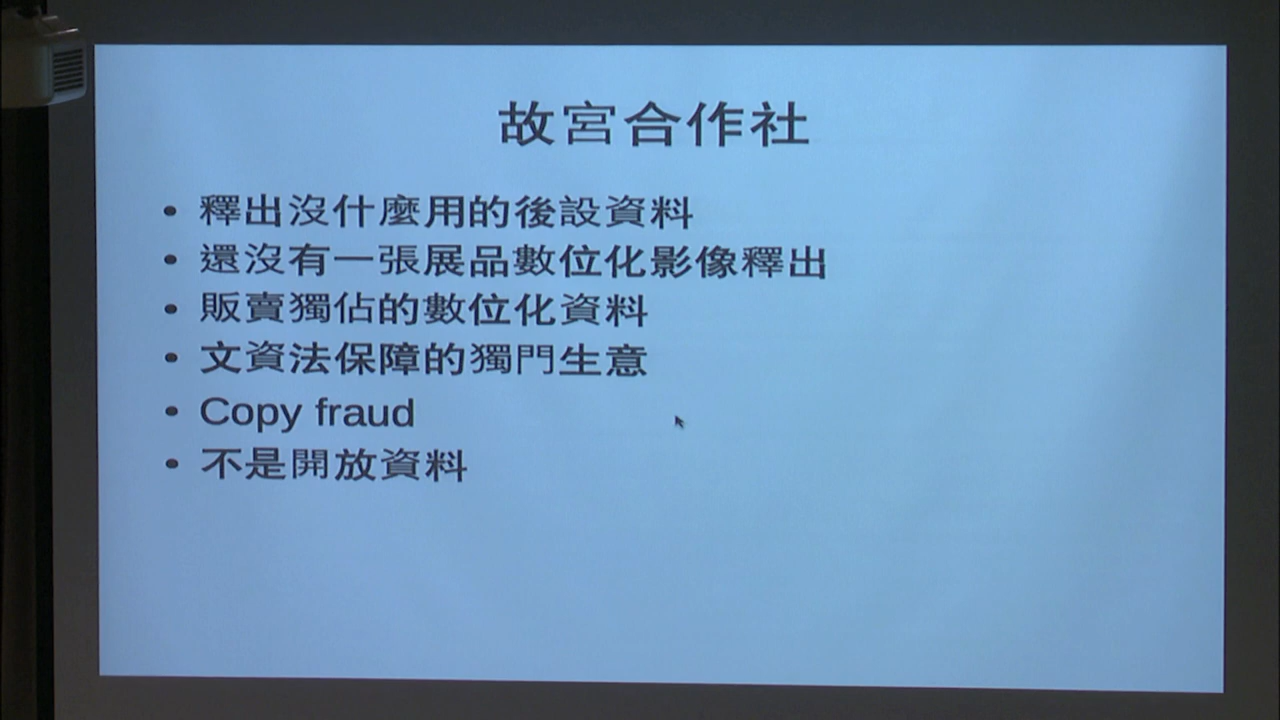 故宮合作社
• 釋出沒什麼用的後設資料
• 還沒有一張展品數位化影像釋出
• 販賣獨佔的數位化資料
• 文資法保障的獨門生意
• Copy fraud
• 不是開放資料